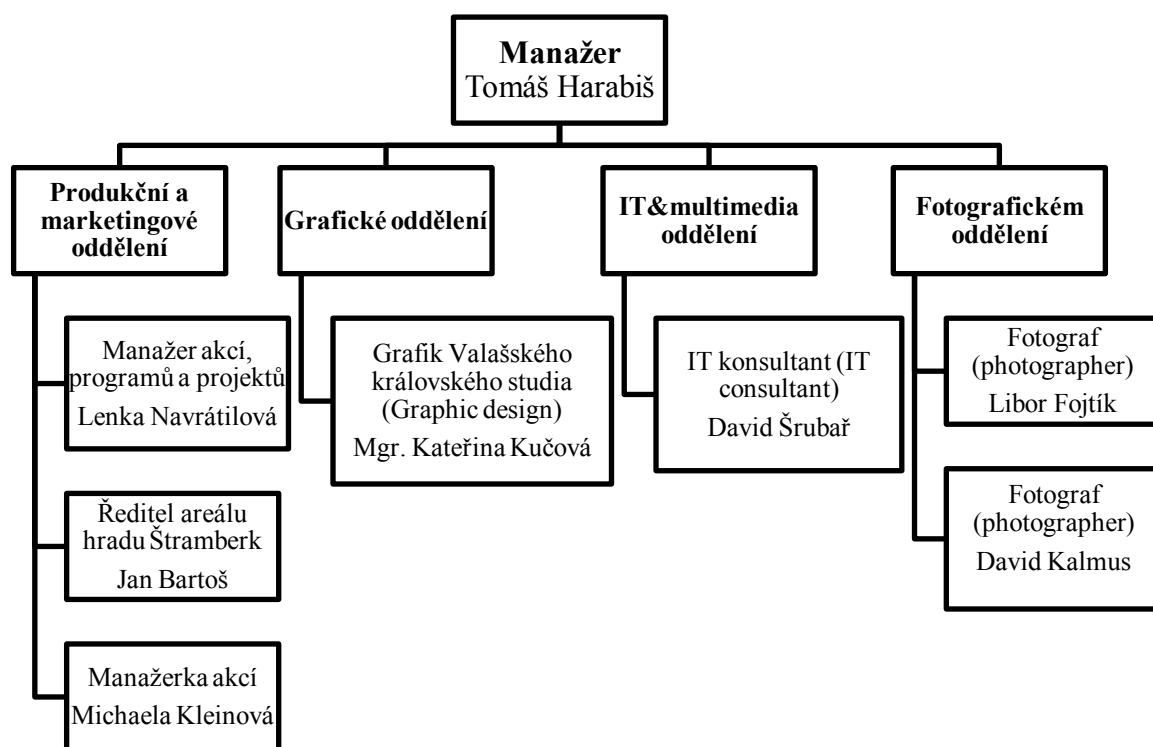 Manažer
Tomáš Harabiš
Produkční a
marketingové
oddělení
Grafické oddělení
IT&multimedia
oddělení
Fotografickém
oddělení
Manažer akcí,
programů a projektů
Lenka Navrátilová
Ředitel areálu
hradu Štramberk
Jan Bartoš
Manažerka akcí
Michaela Kleinová
Grafik Valašského
královského studia
(Graphic design)
Mgr. Kateřina Kučová
IT konsultant (IT
consultant)
David Šrubař
Fotograf
(photographer)
Libor Fojtík
Fotograf
(photographer)
David Kalmus